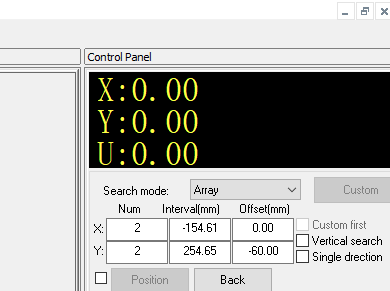 Control Panel
X:0.00
Y:0.00
U:0.00
Search mode: Array Custom
Num Interval(mm) Offset(mm)
X: 2 -154.61 0.00 Custom first
Y: 2 254.65 -60.00 Vertical search
Single drection
Position Back